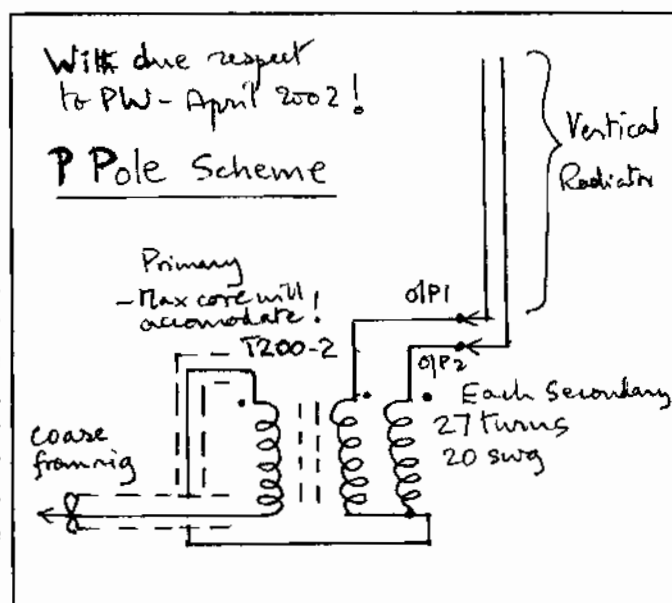 With due respect
to PW - April 2002!
P Pole Scheme
Vertical
Radiator
Primary
- Max core will
accomodate!
T200-2
O/P1
O/P2
Each Secondary
27 turns
20 swg
coase
from rig